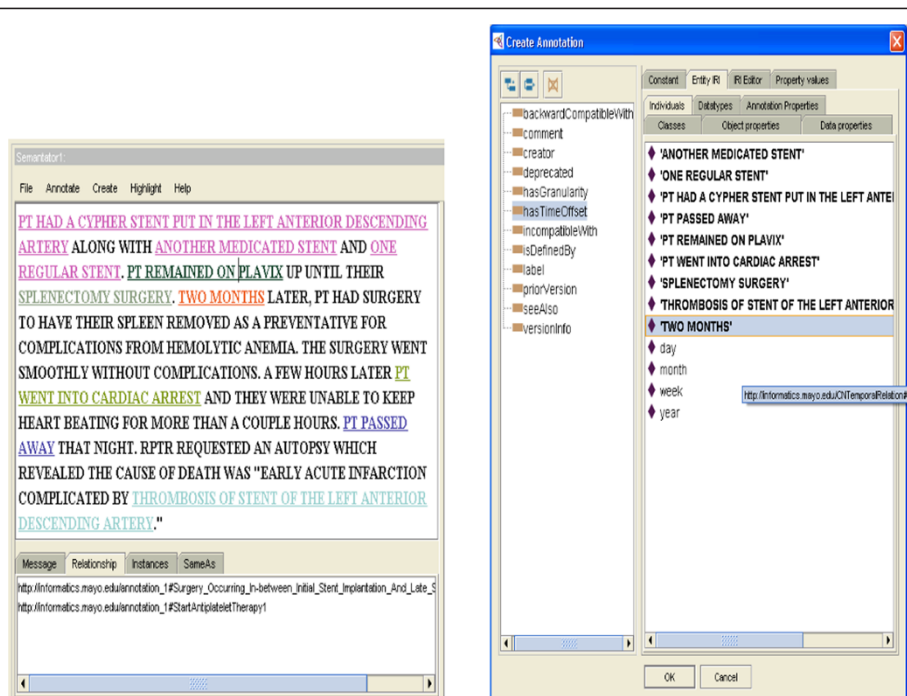 Semantator1:
File Annotate Create Highlight Help
PT HAD A CYPHER STENT PUT IN THE LEFT ANTERIOR DESCENDING
ARTERY ALONG WITH ANOTHER MEDICATED STENT AND ONE
REGULAR STENT. PT REMAINED ON PLAVIX UP UNTIL THEIR
SPLENECTOMY SURGERY. TWO MONTHS LATER, PT HAD SURGERY
TO HAVE THEIR SPLEEN REMOVED AS A PREVENTATIVE FOR
COMPLICATIONS FROM HEMOLYTIC ANEMIA. THE SURGERY WENT
SMOOTHLY WITHOUT COMPLICATIONS. A FEW HOURS LATER PT
WENT INTO CARDIAC ARREST AND THEY WERE UNABLE TO KEEP
HEART BEATING FOR MORE THAN A COUPLE HOURS. PT PASSED
AWAY THAT NIGHT. RPTR REQUESTED AN AUTOPSY WHICH
REVEALED THE CAUSE OF DEATH WAS "EARLY ACUTE INFARCTION
COMPLICATED BY THROMBOSIS OF STENT OF THE LEFT ANTERIOR
DESCENDING ARTERY."
Message Relationship Instances SameAs
http://informatics.mayo.edu/annotation_1#Surgery_Occurring_In-between_Initial_Stent_Implantation_And_Late_S
http://informatics.mayo.edu/annotation_1#StartAntiplateletTherapy1
Create Annotation
backwardCompatibleWith
comment
creator
deprecated
hasGranularity
hasTimeOffset
incompatibleWith
isDefinedBy
label
priorVersion
seeAlso
versionInfo
Constant Entity IRI IRI Editor Property values
Individuals Datatypes Annotation Properties
Classes Object properties Data properties
'ANOTHER MEDICATED STENT'
'ONE REGULAR STENT'
'PT HAD A CYPHER STENT PUT IN THE LEFT ANTE
'PT PASSED AWAY'
'PT REMAINED ON PLAVIX'
'PT WENT INTO CARDIAC ARREST'
'SPLENECTOMY SURGERY'
'THROMBOSIS OF STENT OF THE LEFT ANTERIOR
'TWO MONTHS'
day
month
week
year
http://informatics.mayo.edu/CNTemporalRelation#
OK Cancel